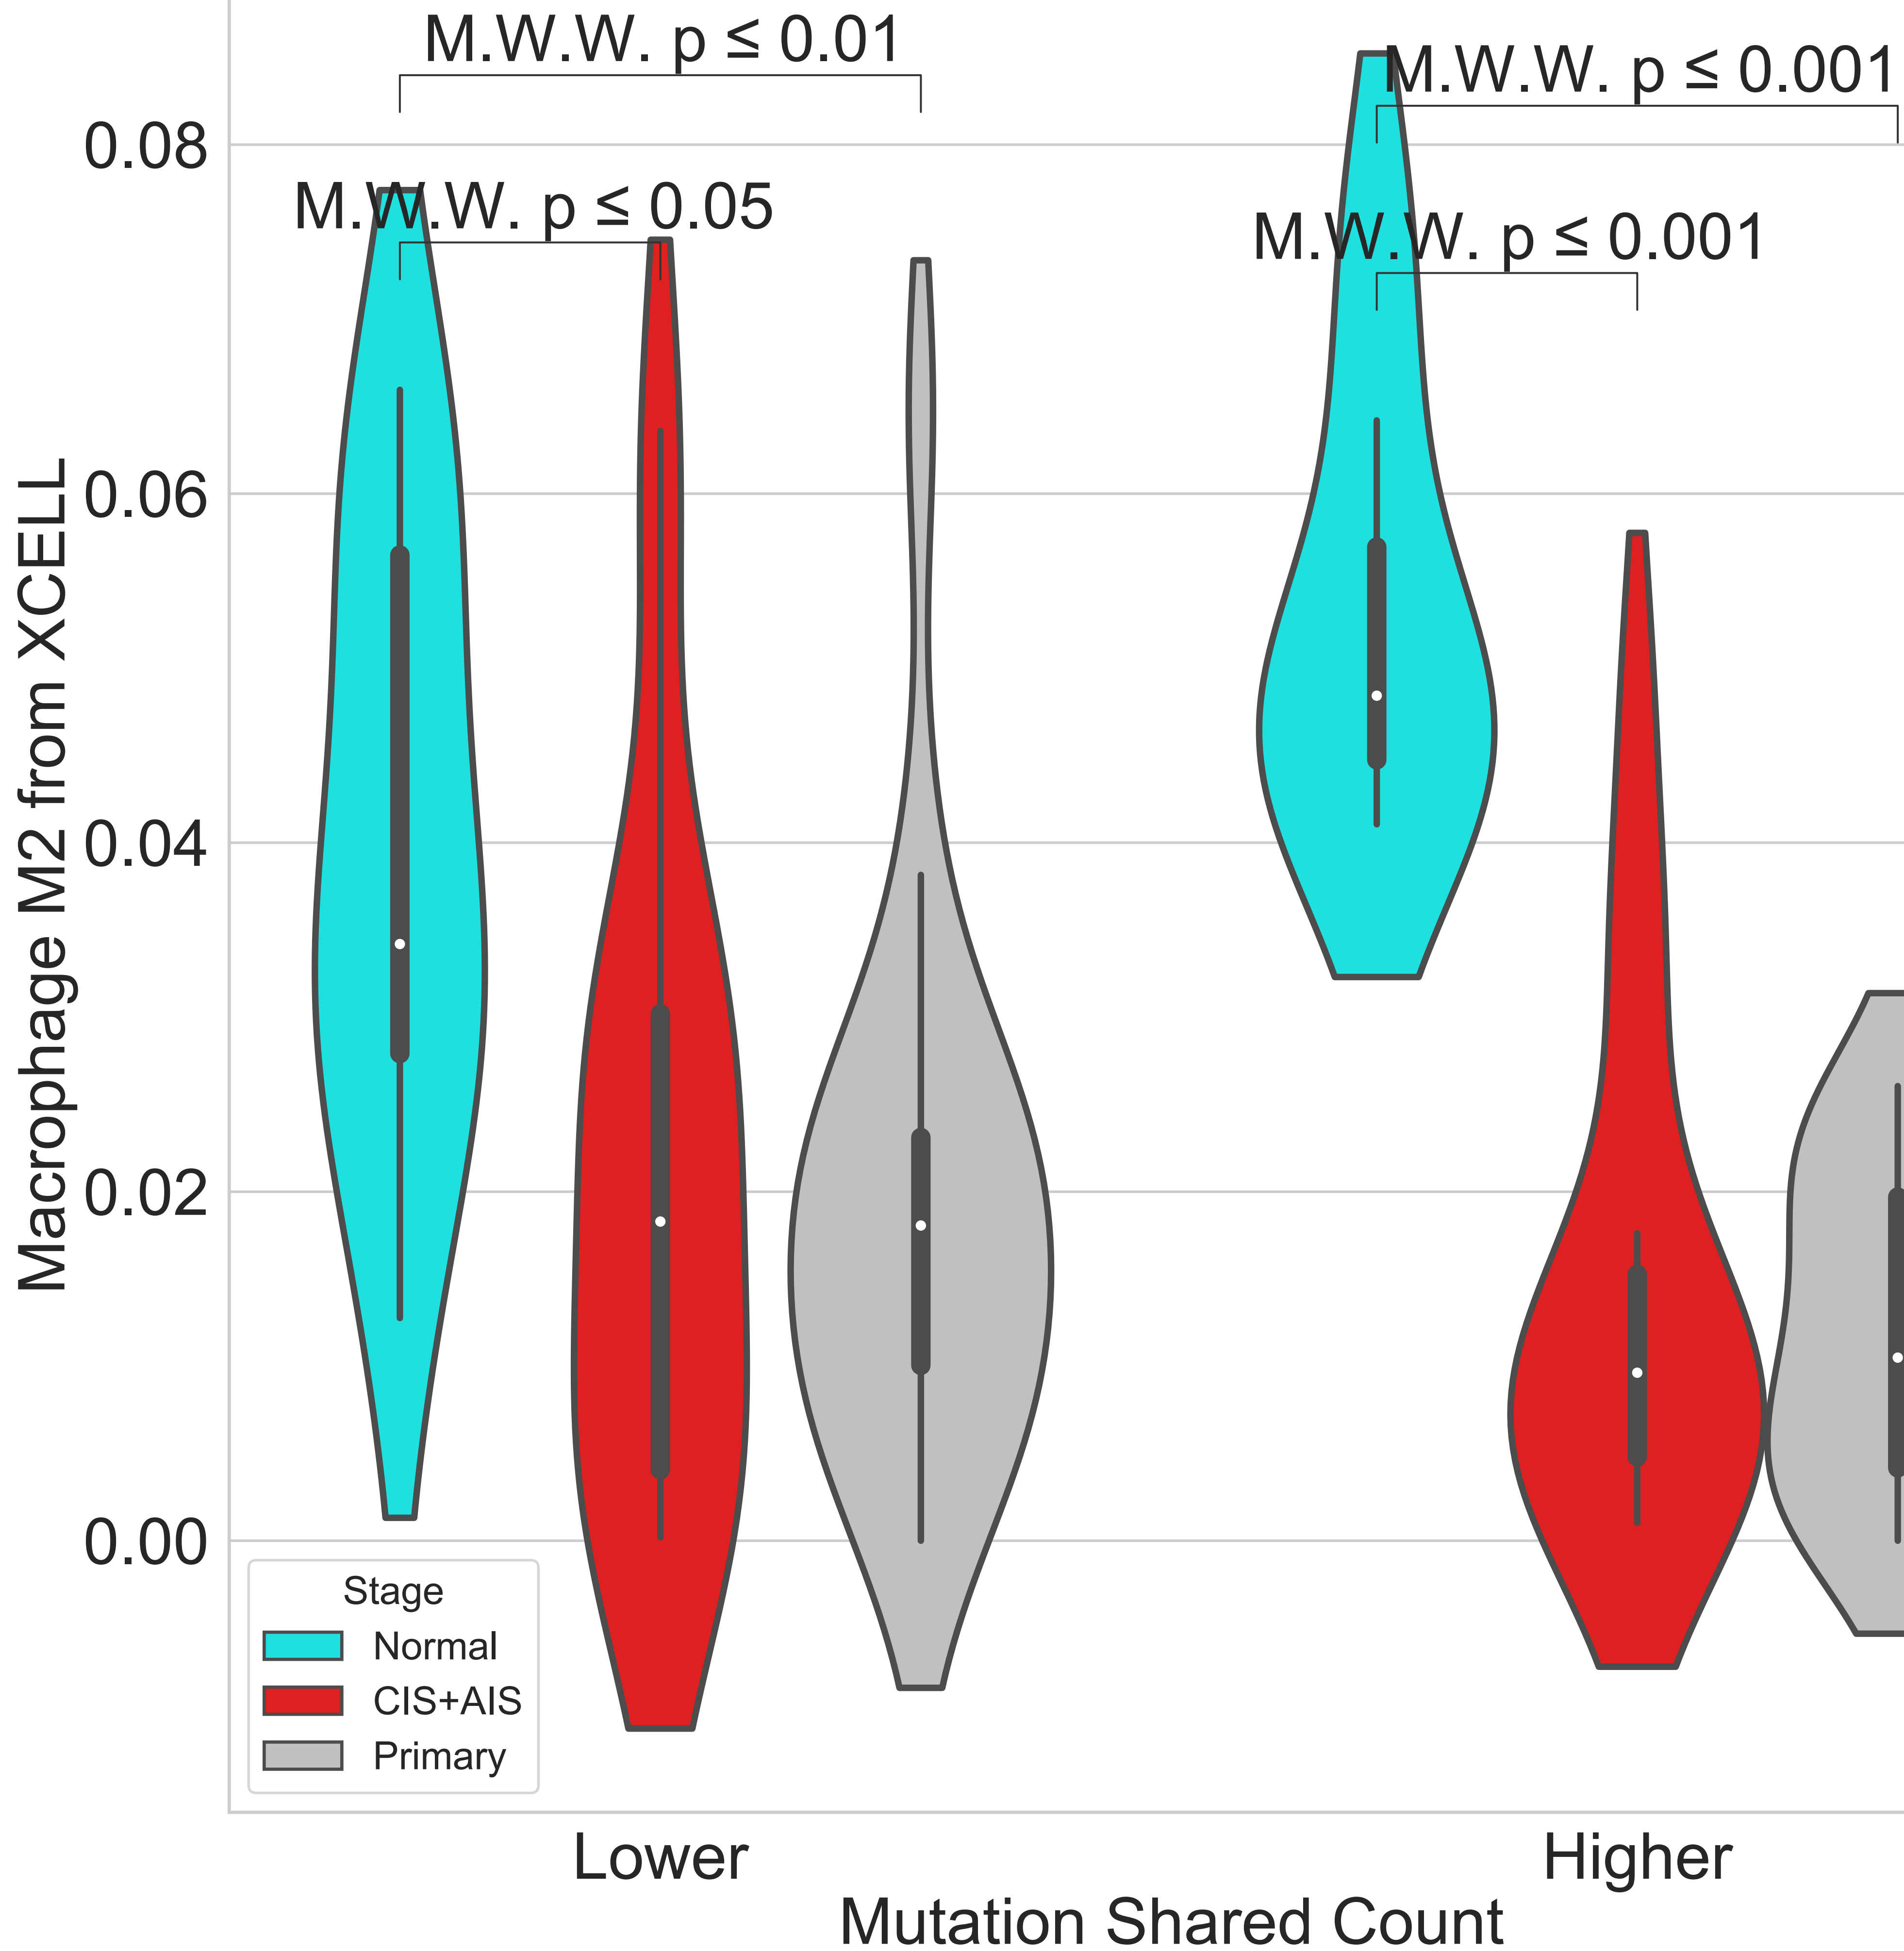 M.W.W. p ≤ 0.01
M.W.W. p ≤ 0.001
M.W.W. p ≤ 0.05
M.W.W. p ≤ 0.001
Macrophage M2 from XCELL
0.08
0.06
0.04
0.02
0.00
Stage
Normal
CIS+AIS
Primary
Lower
Higher
Mutation Shared Count